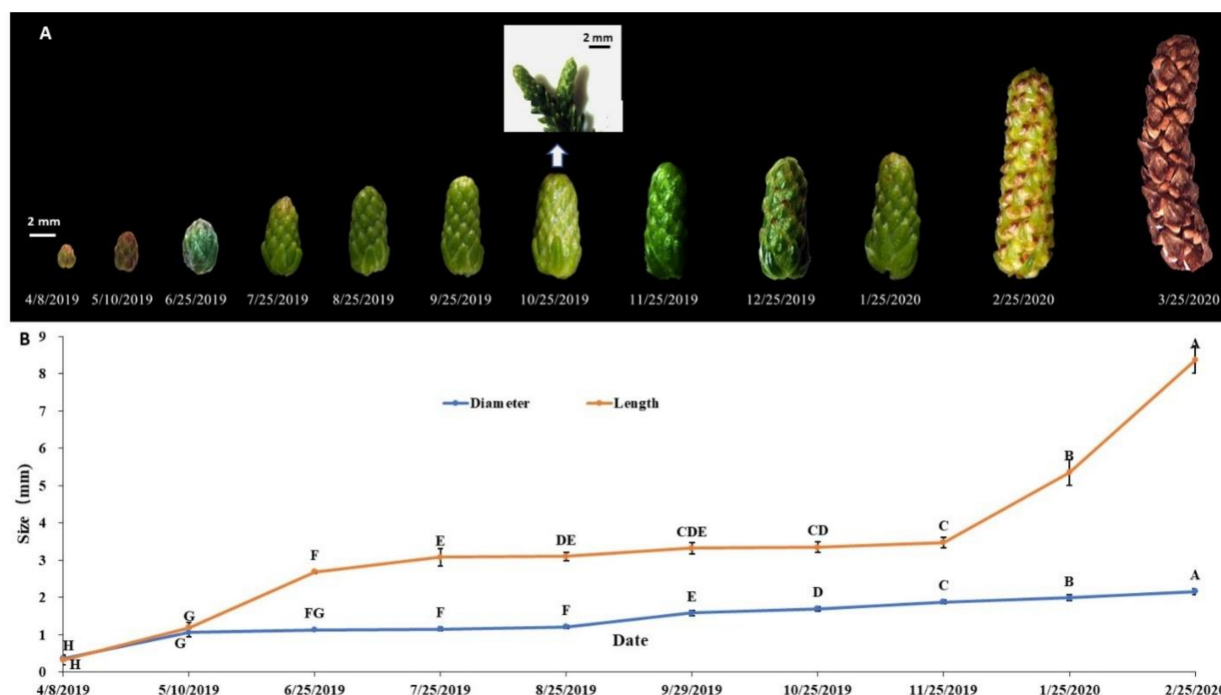 A
2 mm
2 mm
4/8/2019 5/10/2019 6/25/2019 7/25/2019 8/25/2019 9/25/2019 10/25/2019 11/25/2019 12/25/2019 1/25/2020 2/25/2020 3/25/2020
B
9
8
7
6
5
4
3
2
1
0
Size (mm)
Diameter Length
A
B
F E DE CDE CD C
G
H
A
B
C
D
E
FG F F
G
H
Date
4/8/2019 5/10/2019 6/25/2019 7/25/2019 8/25/2019 9/29/2019 10/25/2019 11/25/2019 1/25/2020 2/25/2020